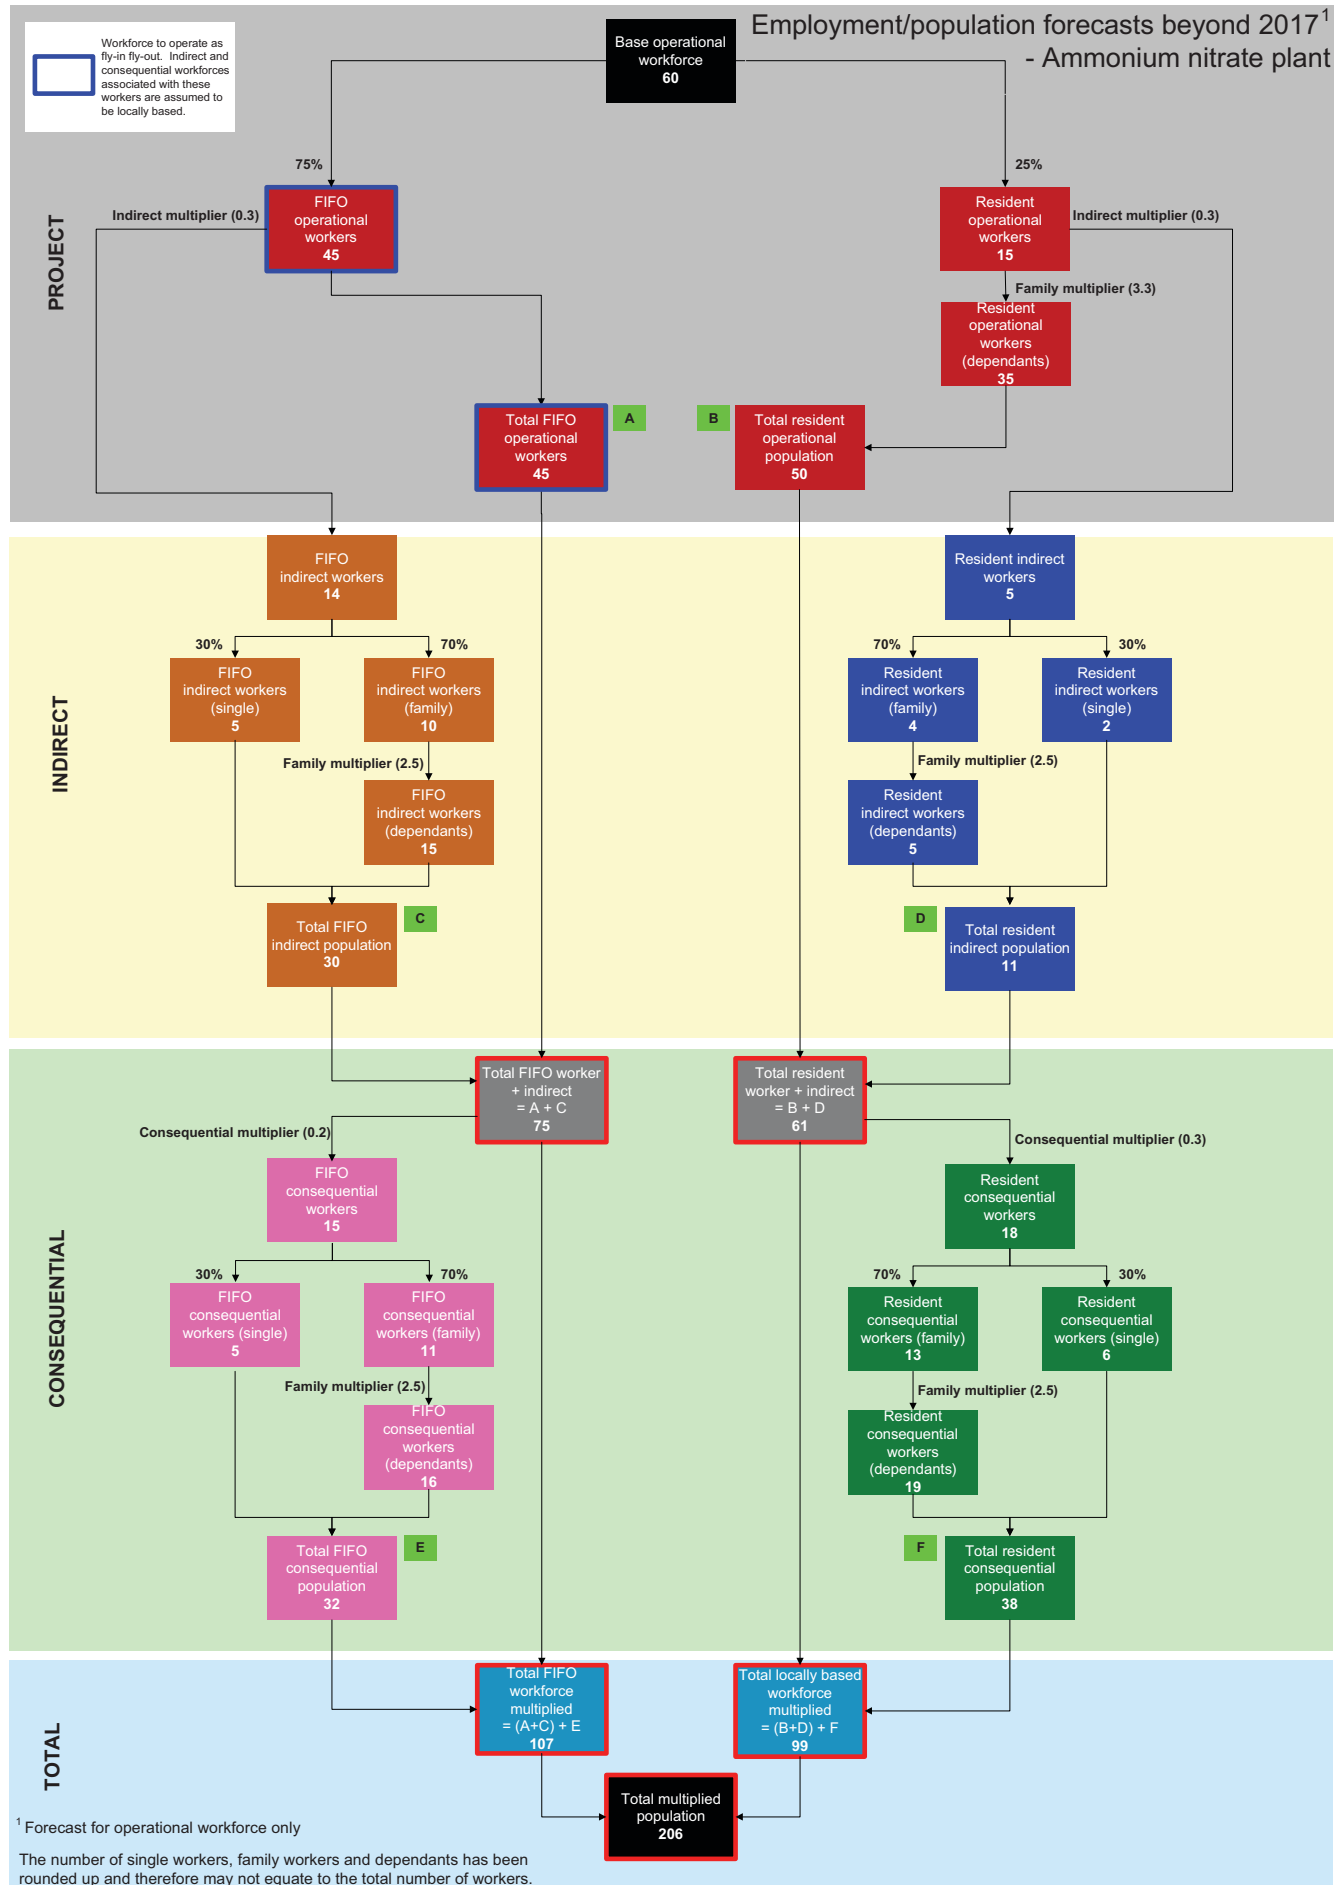 Employment/population forecasts beyond 2017¹
- Ammonium nitrate plant
Workforce to operate as
fly-in fly-out. Indirect and
consequential workforces
associated with these
workers are assumed to
be locally based.
Base operational
workforce
60
75%
25%
PROJECT
Indirect multiplier (0.3)
FIFO
operational
workers
45
Resident
operational
workers
15
Indirect multiplier (0.3)
Family multiplier (3.3)
Resident
operational
workers
(dependants)
35
Total FIFO
operational
workers
45
A
B
Total resident
operational
population
50
INDIRECT
FIFO
indirect workers
14
Resident indirect
workers
5
30%
70%
70%
30%
FIFO
indirect workers
(single)
5
FIFO
indirect workers
(family)
10
Resident
indirect workers
(family)
4
Resident
indirect workers
(single)
2
Family multiplier (2.5)
Family multiplier (2.5)
FIFO
indirect workers
(dependants)
15
Resident
indirect workers
(dependants)
5
Total FIFO
indirect population
30
C
D
Total resident
indirect population
11
CONSEQUENTIAL
Total FIFO worker
+ indirect
= A + C
75
Total resident
worker + indirect
= B + D
61
Consequential multiplier (0.2)
Consequential multiplier (0.3)
FIFO
consequential
workers
15
Resident
consequential
workers
18
30%
70%
70%
30%
FIFO
consequential
workers (single)
5
FIFO
consequential
workers (family)
11
Resident
consequential
workers (family)
13
Resident
consequential
workers (single)
6
Family multiplier (2.5)
Family multiplier (2.5)
FIFO
consequential
workers
(dependants)
16
Resident
consequential
workers
(dependants)
19
Total FIFO
consequential
population
32
E
F
Total resident
consequential
population
38
TOTAL
Total FIFO
workforce
multiplied
= (A+C) + E
107
Total locally based
workforce
multiplied
= (B+D) + F
99
Total multiplied
population
206
¹ Forecast for operational workforce only
The number of single workers, family workers and dependants has been
rounded up and therefore may not equate to the total number of workers.